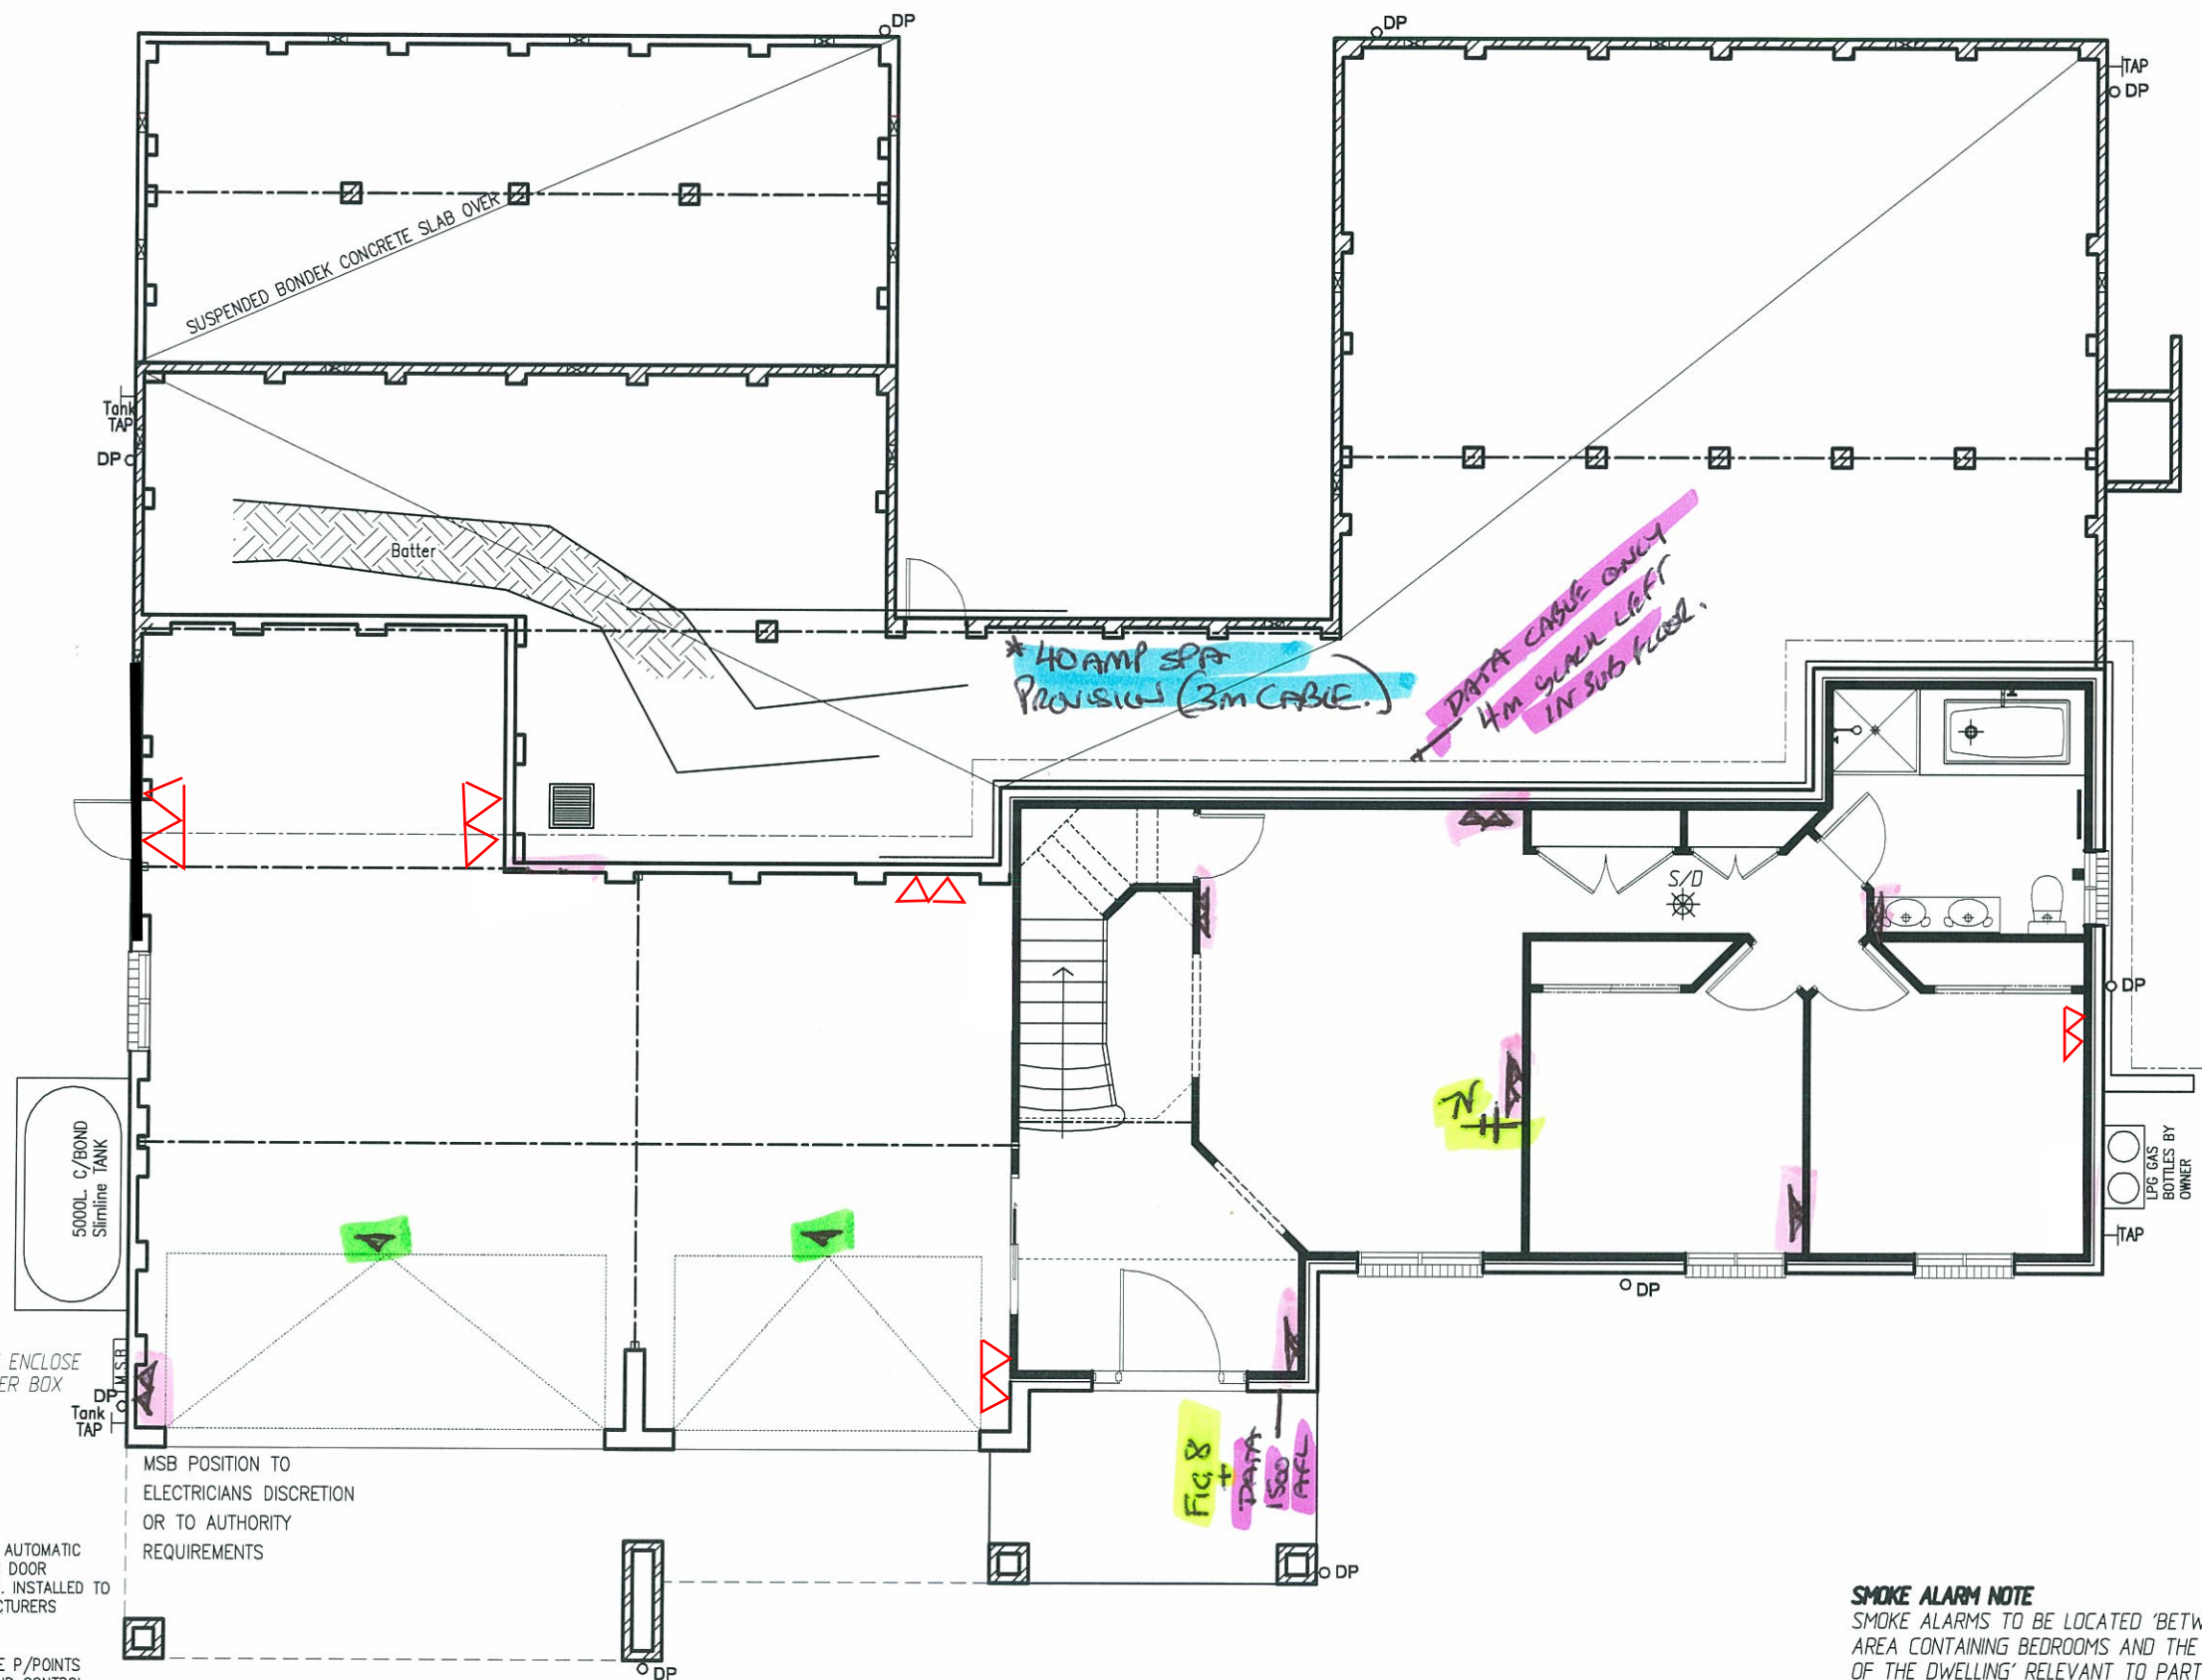 DP
DP
TAP
DP
SUSPENDED BONDEK CONCRETE SLAB OVER
Tank
TAP
DP
Batter
* 40 AMP SPA
PROVISION (3M CABLE.)
DATA CABLE ONLY
4M SLACK LEFT
IN SUB FLOOR.
S/D
DP
5000L. C/BOND
Slimline TANK
N
LPG GAS
BOTTLES BY
OWNER
TAP
DP
ENCLOSE
ER BOX
MSB
DP
Tank
TAP
FIG 8
+
DATA
1500
AFL
MSB POSITION TO
ELECTRICIANS DISCRETION
OR TO AUTHORITY
REQUIREMENTS
AUTOMATIC
DOOR
. INSTALLED TO
CTURERS
DP
E P/POINTS
DP
SMOKE ALARM NOTE
SMOKE ALARMS TO BE LOCATED 'BETW
AREA CONTAINING BEDROOMS AND THE
OF THE DWELLING' RELEVANT TO PART